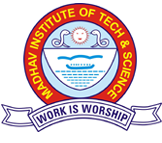 MADHAV INSTITUTE OF TECH & SCIENCE
WORK IS WORSHIP